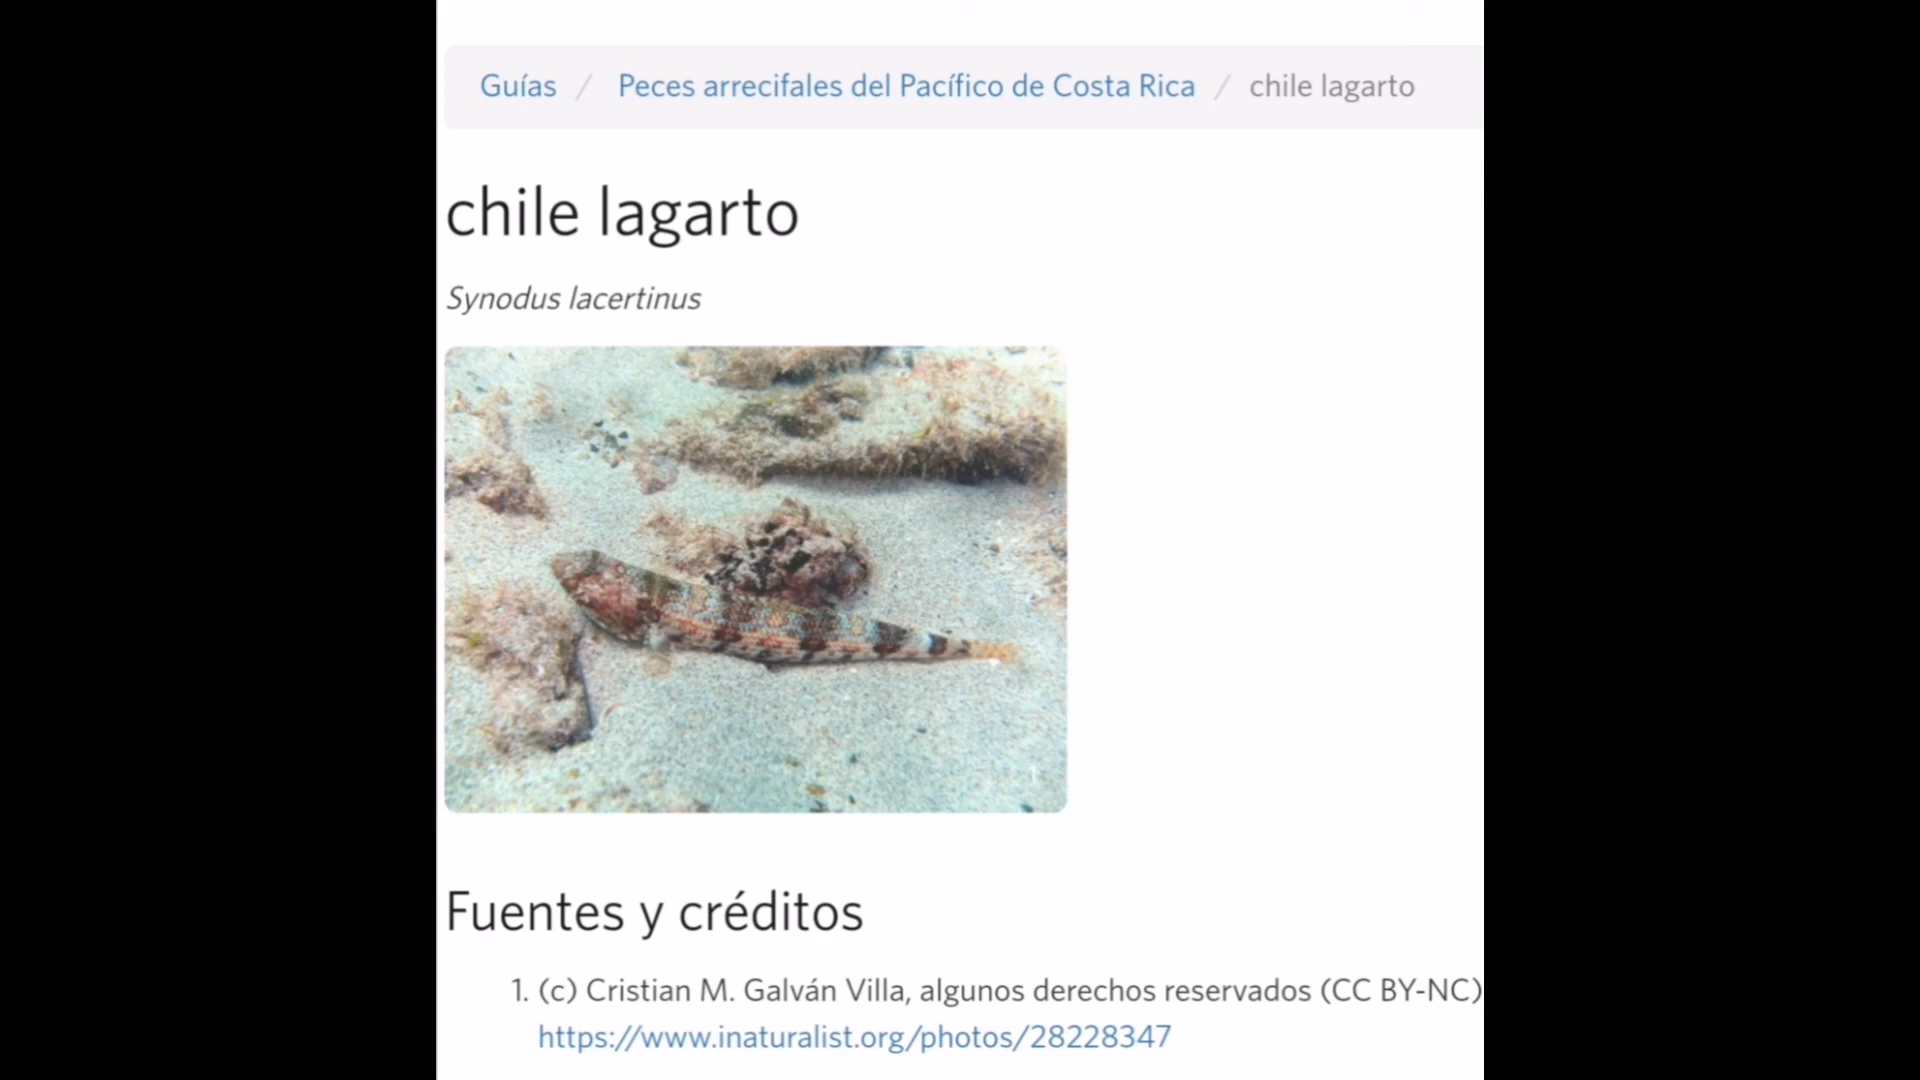 Guías / Peces arrecifales del Pacífico de Costa Rica / chile lagarto
chile lagarto
Synodus lacertinus
Fuentes y créditos
1. (c) Cristian M. Galván Villa, algunos derechos reservados (CC BY-NC)
https://www.inaturalist.org/photos/28228347